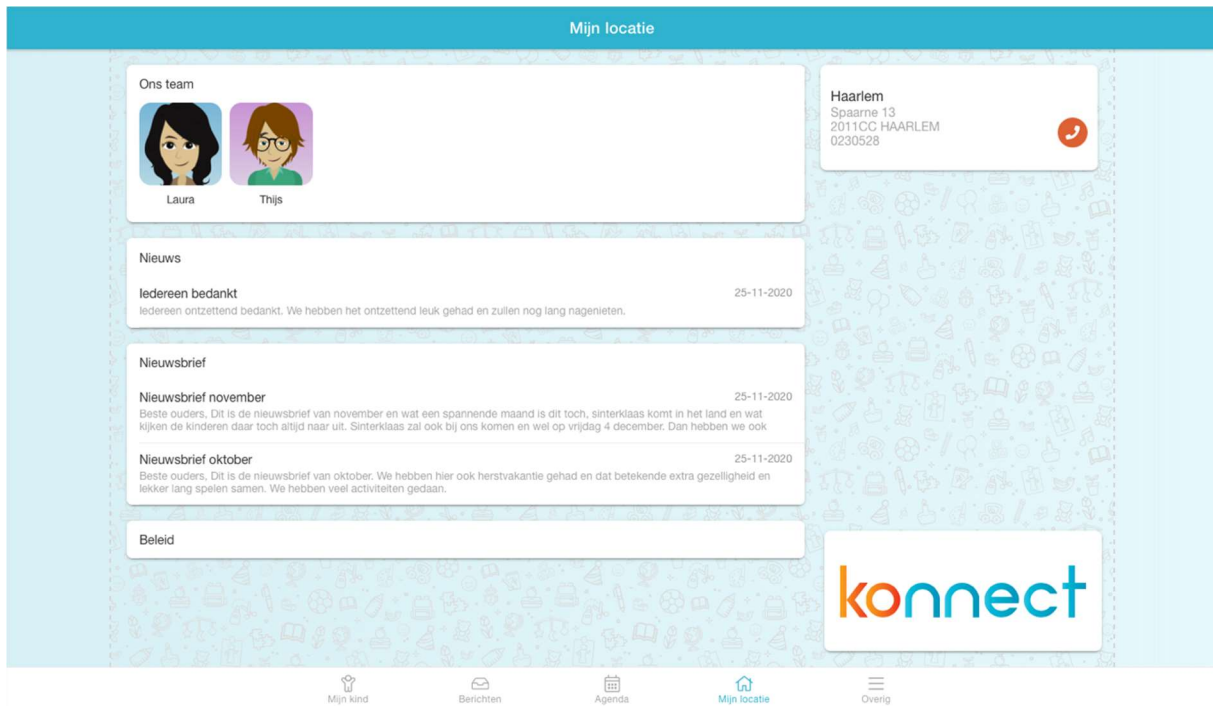 Mijn locatie
Ons team
Laura
Thijs
Haarlem
Spaarne 13
2011CC HAARLEM
0230528
Nieuws
Iedereen bedankt
25-11-2020
Iedereen ontzettend bedankt. We hebben het ontzettend leuk gehad en zullen nog lang nagenieten.
Nieuwsbrief
Nieuwsbrief november
25-11-2020
Beste ouders, Dit is de nieuwsbrief van november en wat een spannende maand is dit toch, sinterklaas komt in het land en wat
kijken de kinderen daar toch altijd naar uit. Sinterklaas zal ook bij ons komen en wel op vrijdag 4 december. Dan hebben we ook
Nieuwsbrief oktober
25-11-2020
Beste ouders, Dit is de nieuwsbrief van oktober. We hebben hier ook herstvakantie gehad en dat betekende extra gezelligheid en
lekker lang spelen samen. We hebben veel activiteiten gedaan.
Beleid
konnect
Mijn kind
Berichten
Agenda
Mijn locatie
Overig